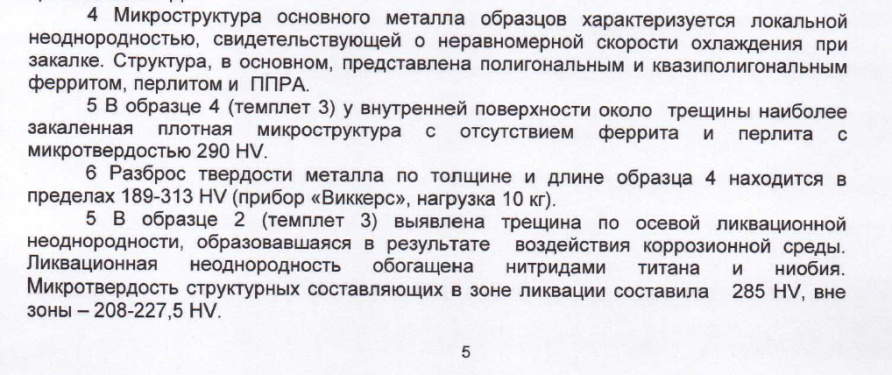 4 Микроструктура основного металла образцов характеризуется локальной
неоднородностью, свидетельствующей о неравномерной скорости охлаждения при
закалке. Структура, в основном, представлена полигональным и квазиполигональным
ферритом, перлитом и ППРА.
5 В образце 4 (темплет 3) у внутренней поверхности около трещины наиболее
закаленная плотная микроструктура с отсутствием феррита и перлита с
микротвердостью 290 HV.
6 Разброс твердости металла по толщине и длине образца 4 находится в
пределах 189-313 HV (прибор «Виккерс», нагрузка 10 кг).
5 В образце 2 (темплет 3) выявлена трещина по осевой ликвационной
неоднородности, образовавшаяся в результате воздействия коррозионной среды.
Ликвационная неоднородность обогащена нитридами титана и ниобия.
Микротвердость структурных составляющих в зоне ликвации составила 285 HV, вне
зоны – 208-227,5 HV.
5